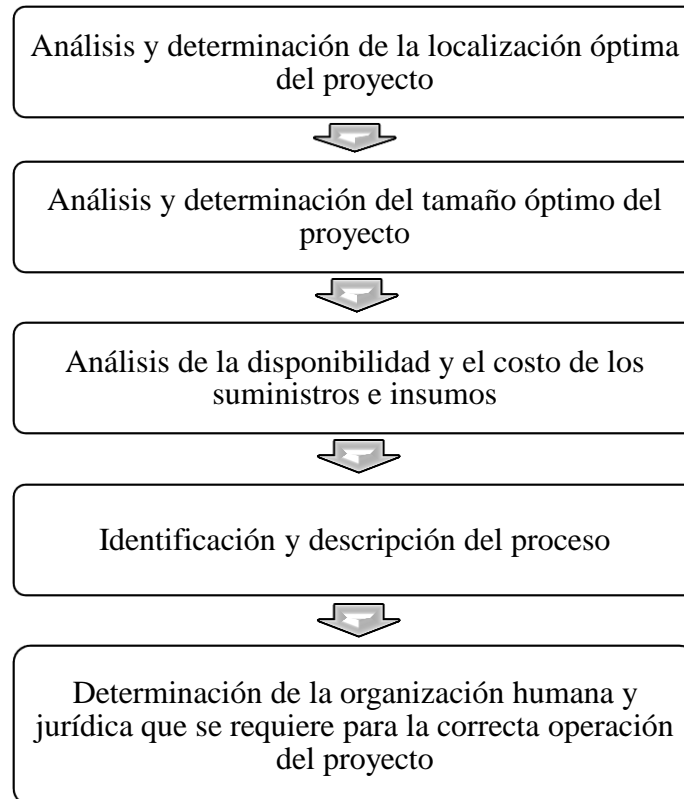 Análisis y determinación de la localización óptima
del proyecto
Análisis y determinación del tamaño óptimo del
proyecto
Análisis de la disponibilidad y el costo de los
suministros e insumos
Identificación y descripción del proceso
Determinación de la organización humana y
jurídica que se requiere para la correcta operación
del proyecto